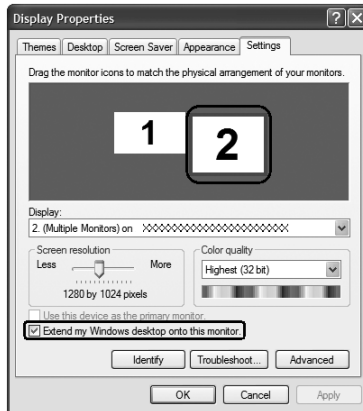 Display Properties
Themes Desktop Screen Saver Appearance Settings
Drag the monitor icons to match the physical arrangement of your monitors.
1 2
Display:
2. (Multiple Monitors) on XXXXXXXXXXXXXXXXXXXXXXX
Screen resolution Color quality
Less More Highest (32 bit)
1280 by 1024 pixels
Use this device as the primary monitor.
Extend my Windows desktop onto this monitor.
Identify Troubleshoot... Advanced
OK Cancel Apply